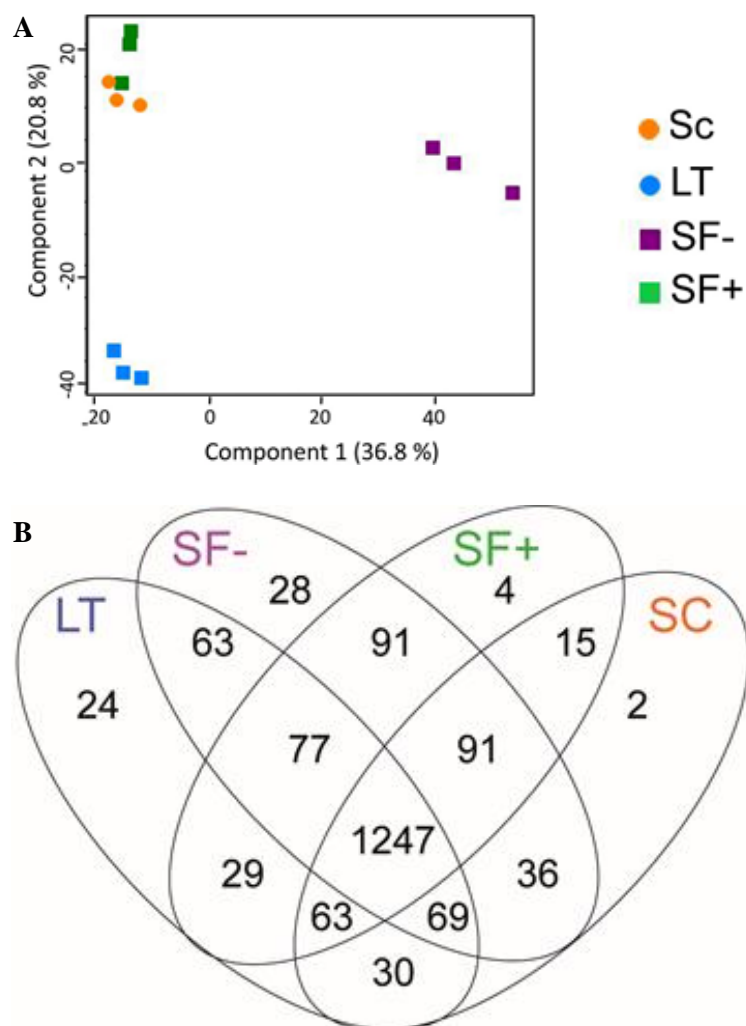 A
Component 2 (20.8 %)
20
0
-20
-40
-20
0
20
40
Component 1 (36.8 %)
Sc
LT
SF-
SF+
B
SF-
SF+
LT
SC
28
4
63
91
15
24
2
77
91
1247
29
36
63
69
30